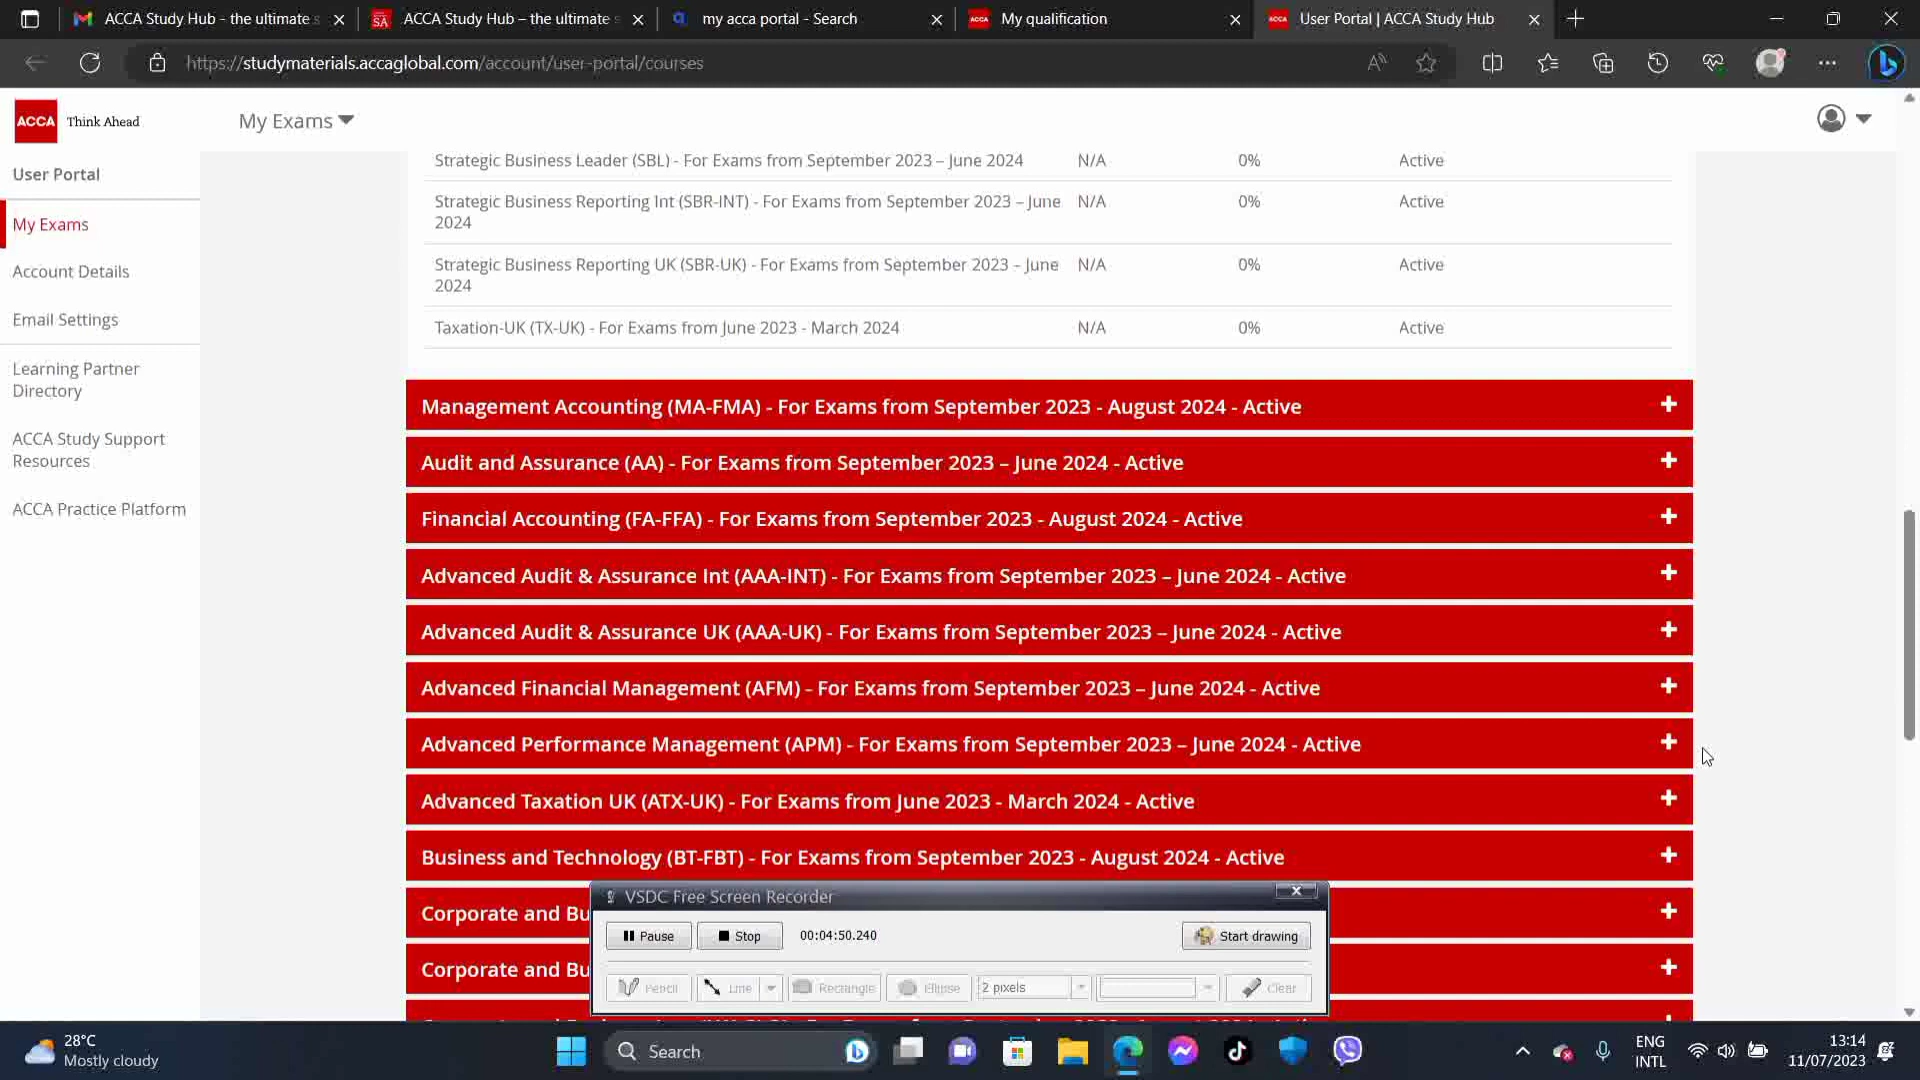 ACCA Study Hub - the ultimate s
ACCA Study Hub – the ultimate s
my acca portal - Search
My qualification
User Portal | ACCA Study Hub
https://studymaterials.accaglobal.com/account/user-portal/courses
ACCA
Think Ahead
My Exams
User Portal
My Exams
Account Details
Email Settings
Learning Partner
Directory
ACCA Study Support
Resources
ACCA Practice Platform
Strategic Business Leader (SBL) - For Exams from September 2023 – June 2024 N/A 0% Active
Strategic Business Reporting Int (SBR-INT) - For Exams from September 2023 – June N/A 0% Active
2024
Strategic Business Reporting UK (SBR-UK) - For Exams from September 2023 – June N/A 0% Active
2024
Taxation-UK (TX-UK) - For Exams from June 2023 - March 2024 N/A 0% Active
Management Accounting (MA-FMA) - For Exams from September 2023 - August 2024 - Active
Audit and Assurance (AA) - For Exams from September 2023 – June 2024 - Active
Financial Accounting (FA-FFA) - For Exams from September 2023 - August 2024 - Active
Advanced Audit & Assurance Int (AAA-INT) - For Exams from September 2023 – June 2024 - Active
Advanced Audit & Assurance UK (AAA-UK) - For Exams from September 2023 – June 2024 - Active
Advanced Financial Management (AFM) - For Exams from September 2023 – June 2024 - Active
Advanced Performance Management (APM) - For Exams from September 2023 – June 2024 - Active
Advanced Taxation UK (ATX-UK) - For Exams from June 2023 - March 2024 - Active
Business and Technology (BT-FBT) - For Exams from September 2023 - August 2024 - Active
Corporate and Bu
Corporate and Bu
VSDC Free Screen Recorder
Pause Stop 00:04:50.240 Start drawing
Pencil Line Rectangle Ellipse 2 pixels Clear
28°C
Mostly cloudy
Search
ENG
INTL
13:14
11/07/2023